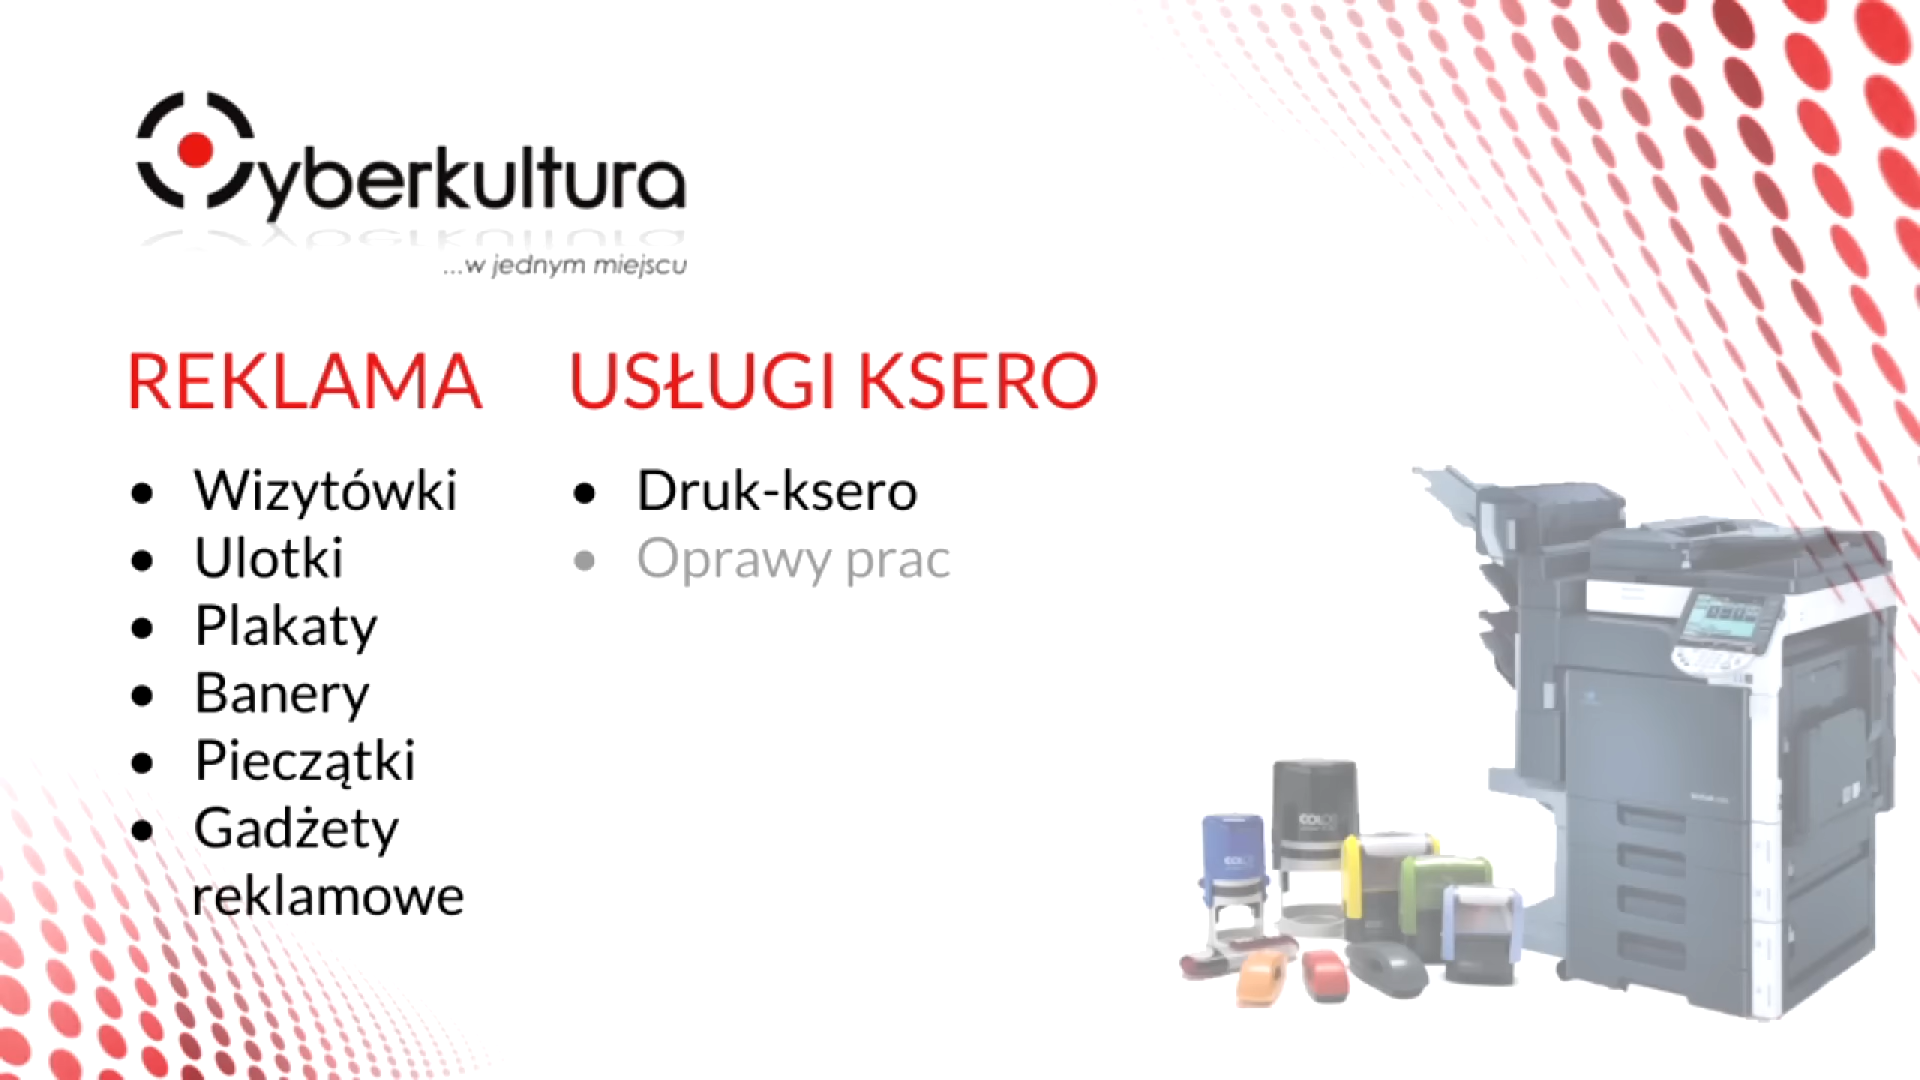 Cyberkultura
...w jednym miejscu
REKLAMA
• Wizytówki
• Ulotki
• Plakaty
• Banery
• Pieczątki
• Gadżety
reklamowe
USŁUGI KSERO
• Druk-ksero
• Oprawy prac